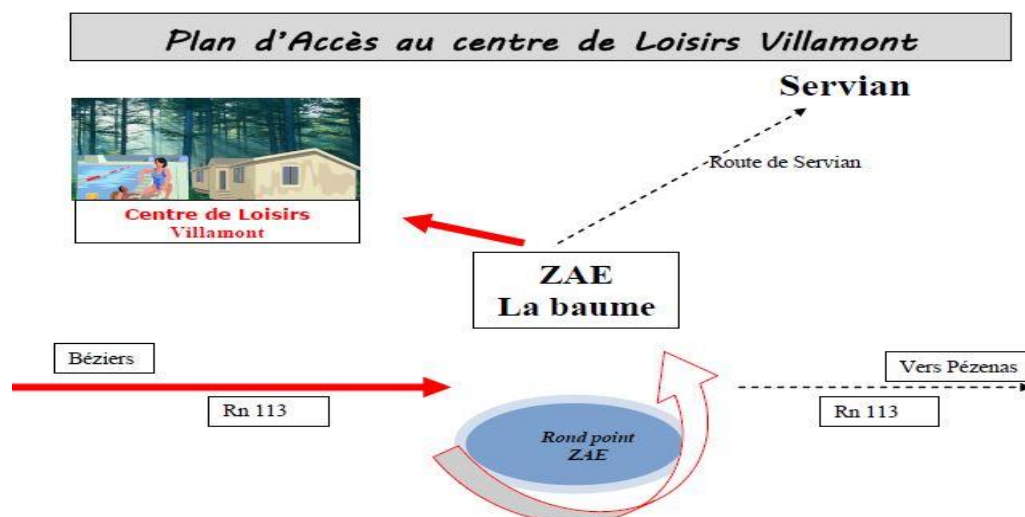 Plan d'Accès au centre de Loisirs Villamont
Servian
Route de Servian
Centre de Loisirs
Villamont
ZAE
La baume
Béziers
Vers Pézenas
Rn 113
Rn 113
Rond point
ZAE